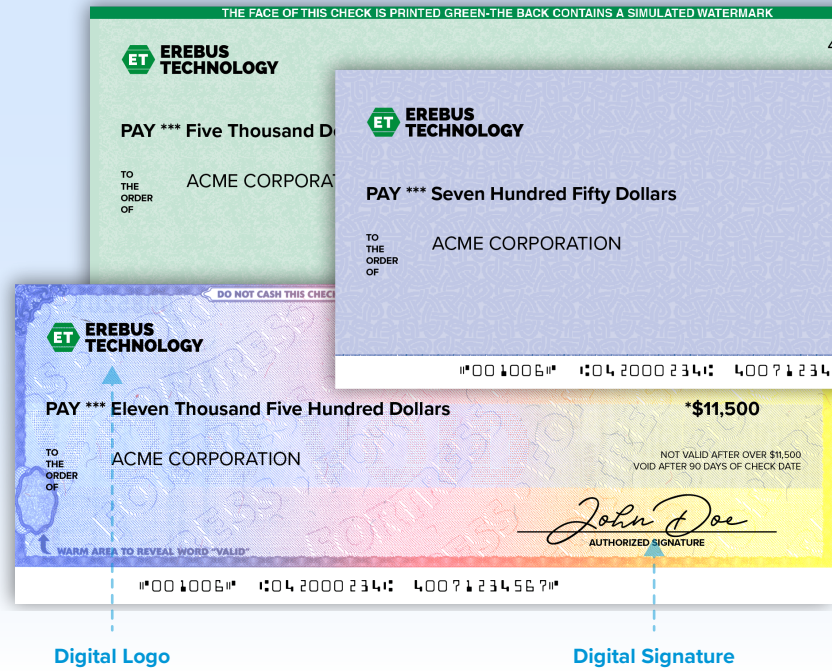 THE FACE OF THIS CHECK IS PRINTED GREEN-THE BACK CONTAINS A SIMULATED WATERMARK
ET EREBUS
TECHNOLOGY
PAY *** Five Thousand
TO
THE
ORDER
OF
ACME
ET EREBUS
TECHNOLOGY
PAY *** Seven Hundred Fifty Dollars
TO
THE
ORDER
OF
ACME CORPORATION
⑈001006⑈ ⑆042000234⑆ 4001234
DO NOT CASH THIS
ET EREBUS
TECHNOLOGY
PAY *** Eleven Thousand Five Hundred Dollars
*$11,500
TO
THE
ORDER
OF
ACME CORPORATION
NOT VALID AFTER OVER $11,500
VOID AFTER 90 DAYS OF CHECK DATE
FORTRESS
John Doe
AUTHORIZED SIGNATURE
WARM AREA TO REVEAL WORD "VALID"
⑈001006⑈ ⑆042000234⑆ 4001234567⑈
Digital Logo
Digital Signature